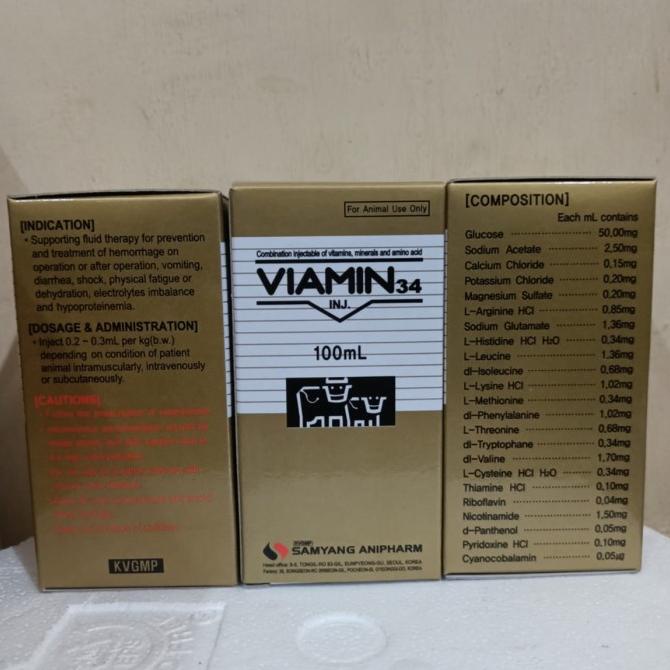 [INDICATION]
• Supporting fluid therapy for prevention
and treatment of hemorrhage on
operation or after operation, vomiting,
diarrhea, shock, physical fatigue or
dehydration, electrolytes imbalance
and hypoproteinemia.
[DOSAGE & ADMINISTRATION]
• Inject 0.2 - 0.3mL per kg(b.w.)
depending on condition of patient
animal intramuscularly, intravenously
or subcutaneously.
[CAUTIONS]
KVGMP
For Animal Use Only
Combination injectable of vitamins, minerals and amino acid
VIAMIN34
INJ.
100mL
KVGMP
SAMYANG ANIPHARM
[COMPOSITION]
Each mL contains
Glucose 50,00mg
Sodium Acetate 2,50mg
Calcium Chloride 0,15mg
Potassium Chloride 0,20mg
Magnesium Sulfate 0,20mg
L-Arginine HCl 0,85mg
Sodium Glutamate 1,36mg
L-Histidine HCl H2O 0,34mg
L-Leucine 1,36mg
dl-Isoleucine 0,68mg
L-Lysine HCl 1,02mg
L-Methionine 0,34mg
dl-Phenylalanine 1,02mg
L-Threonine 0,68mg
dl-Tryptophane 0,34mg
dl-Valine 1,70mg
L-Cysteine HCl H2O 0,34mg
Thiamine HCl 0,10mg
Riboflavin 0,04mg
Nicotinamide 1,50mg
d-Panthenol 0,05mg
Pyridoxine HCl 0,10mg
Cyanocobalamin 0,05μg